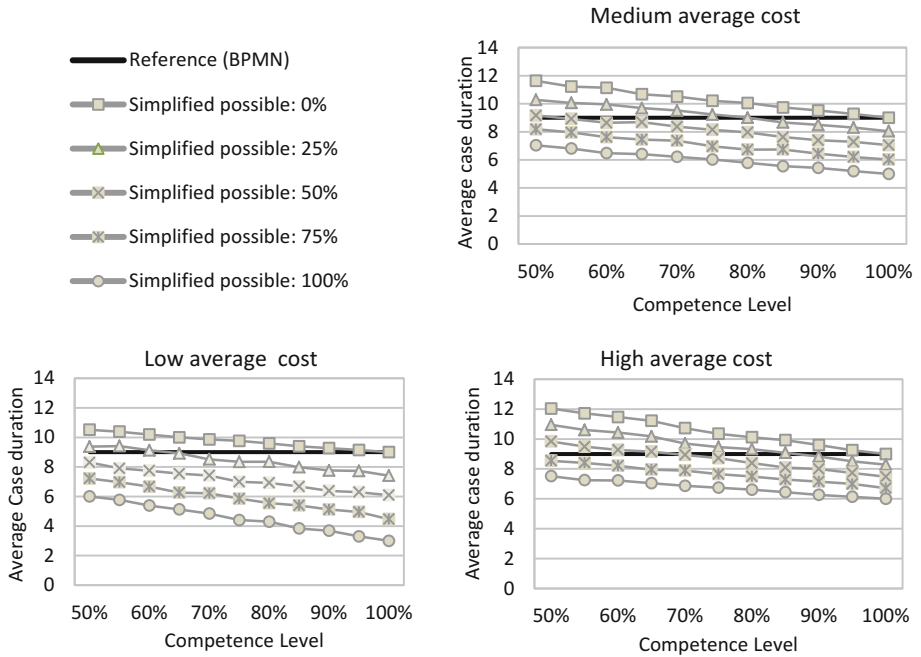 Reference (BPMN)
Simplified possible: 0%
Simplified possible: 25%
Simplified possible: 50%
Simplified possible: 75%
Simplified possible: 100%
Medium average cost
Average case duration
14
12
10
8
6
4
2
0
50% 60% 70% 80% 90% 100%
Competence Level
Low average cost
Average Case duration
14
12
10
8
6
4
2
0
50% 60% 70% 80% 90% 100%
Competence Level
High average cost
Average case duration
14
12
10
8
6
4
2
0
50% 60% 70% 80% 90% 100%
Competence Level